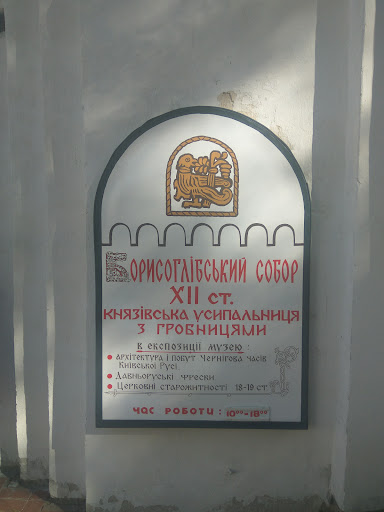 Борисоглібський собор
XII ст.
князівська усипальниця
з гробницями
в експозиції музею:
• Архітектура і побут Чернігова часів
Київської Русі
• Давньоруські фрески
• Церковні старожитності 18-19 ст.
Час роботи: 10⁰⁰-18⁰⁰